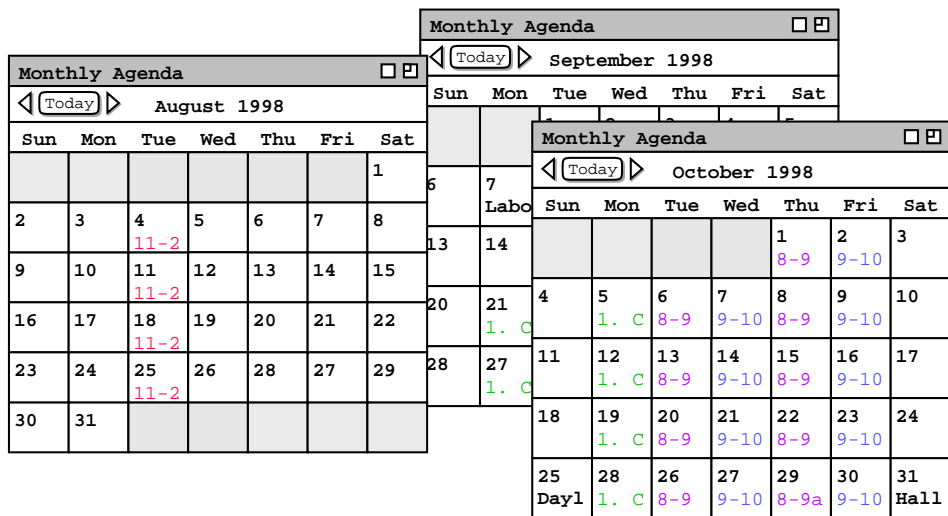 Monthly Agenda
Today August 1998
Sun Mon Tue Wed Thu Fri Sat
1
2 3 4 5 6 7 8
11-2
9 10 11 12 13 14 15
11-2
16 17 18 19 20 21 22
11-2
23 24 25 26 28 27 29
11-2
30 31
Monthly Agenda
Today September 1998
Sun Mon Tue Wed Thu Fri Sat
6 7
Labo
13 14
20 21
1. C
28 27
1. C
Monthly Agenda
Today October 1998
Sun Mon Tue Wed Thu Fri Sat
1 2 3
8-9 9-10
4 5 6 7 8 9 10
1. C 8-9 9-10 8-9 9-10
11 12 13 14 15 16 17
1. C 8-9 9-10 8-9 9-10
18 19 20 21 22 23 24
1. C 8-9 9-10 8-9 9-10
25 28 26 27 29 30 31
Dayl 1. C 8-9 9-10 8-9a 9-10 Hall